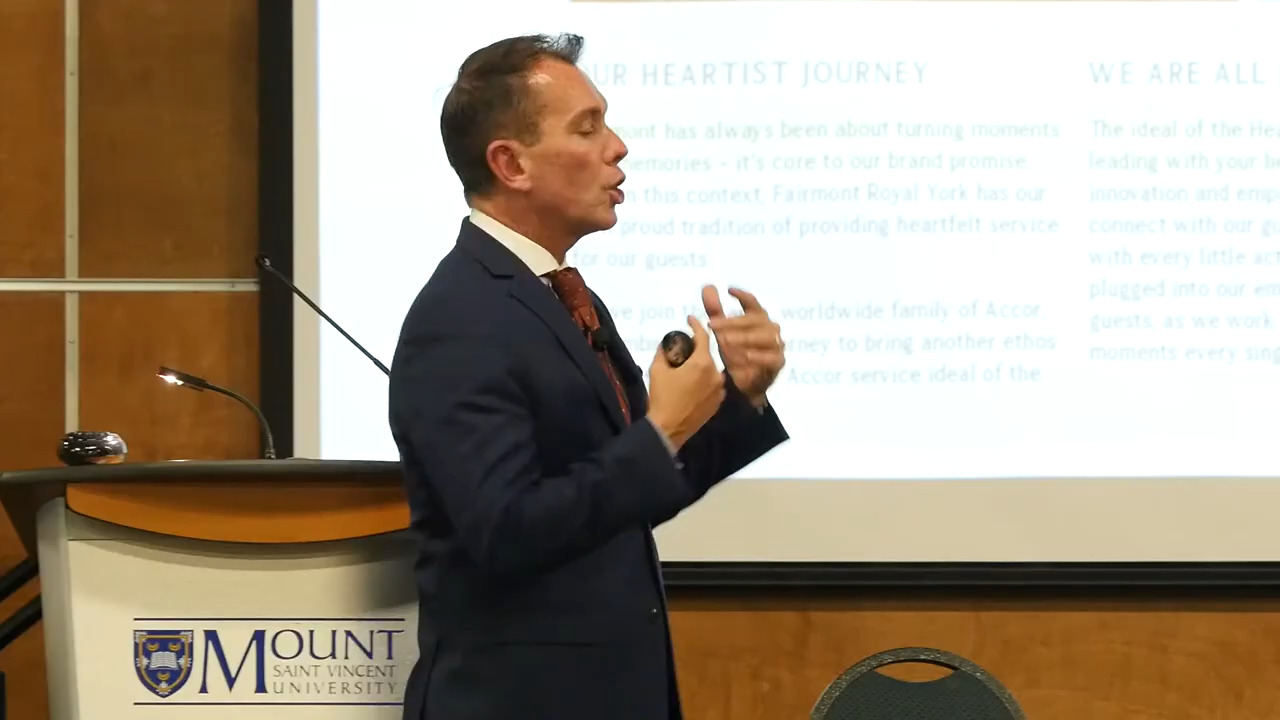 UR HEARTIST JOURNEY
mont has always been about turning moments
emories - it's core to our brand promise.
n this context, Fairmont Royal York has our
proud tradition of providing heartfelt service
for our guests.
ve join the worldwide family of Accor,
rney to bring another ethos
Accor service ideal of the
WE ARE ALL
The ideal of the He
leading with your he
innovation and emp
connect with our gu
with every little act
plugged into our em
guests, as we work
moments every sing
MOUNT
SAINT VINCENT
UNIVERSITY